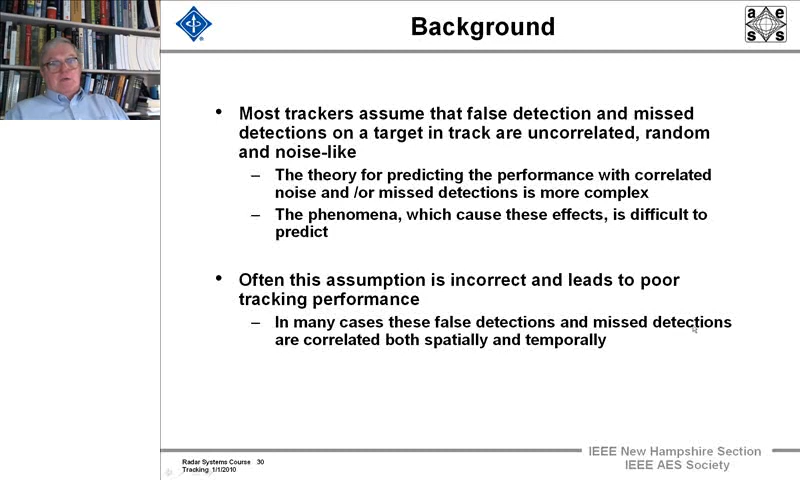 Background
a e
s s
• Most trackers assume that false detection and missed
detections on a target in track are uncorrelated, random
and noise-like
– The theory for predicting the performance with correlated
noise and /or missed detections is more complex
– The phenomena, which cause these effects, is difficult to
predict
• Often this assumption is incorrect and leads to poor
tracking performance
– In many cases these false detections and missed detections
are correlated both spatially and temporally
Radar Systems Course 30
Tracking 1/1/2010
IEEE New Hampshire Section
IEEE AES Society